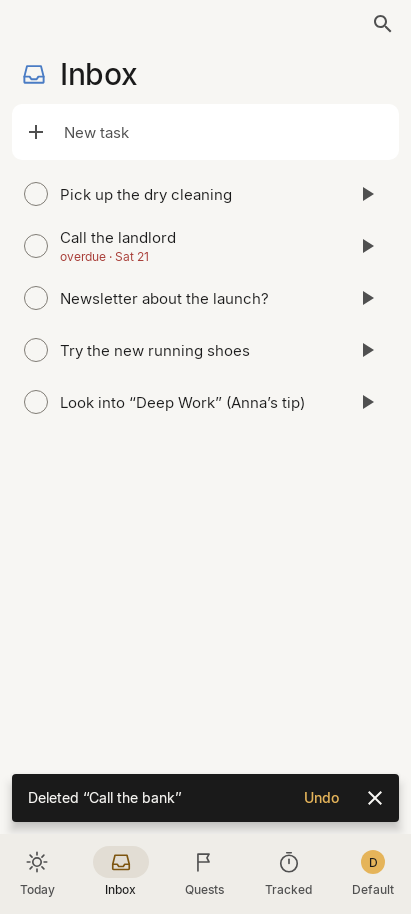 Inbox
New task
Pick up the dry cleaning
Call the landlord
overdue · Sat 21
Newsletter about the launch?
Try the new running shoes
Look into “Deep Work” (Anna’s tip)
Deleted “Call the bank”
Undo
D
Today
Inbox
Quests
Tracked
Default